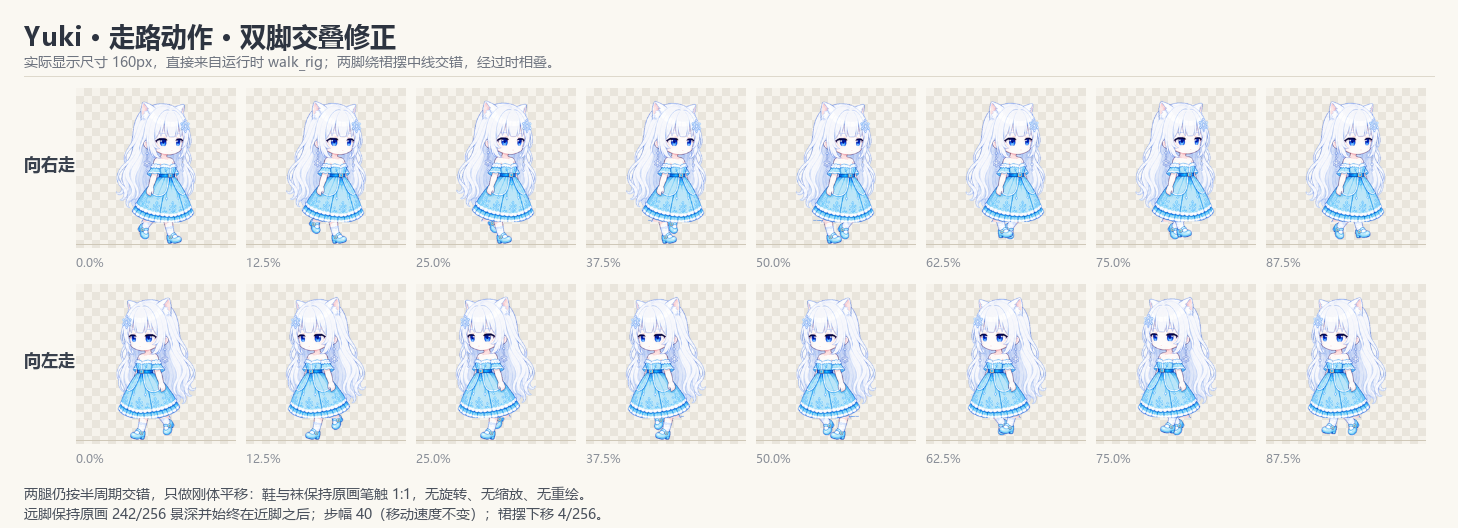 Yuki · 走路动作 · 双脚交叠修正
实际显示尺寸 160px，直接来自运行时 walk_rig；两脚绕裙摆中线交错，经过时相叠。
向右走
0.0% 12.5% 25.0% 37.5% 50.0% 62.5% 75.0% 87.5%
向左走
0.0% 12.5% 25.0% 37.5% 50.0% 62.5% 75.0% 87.5%
两腿仍按半周期交错，只做刚体平移：鞋与袜保持原画笔触 1:1，无旋转、无缩放、无重绘。
远脚保持原画 242/256 景深并始终在近脚之后；步幅 40（移动速度不变）；裙摆下移 4/256。